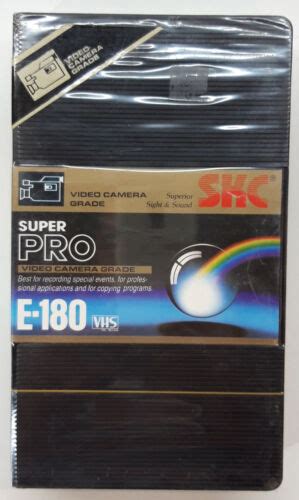 VIDEO
CAMERA
GRADE
VIDEO CAMERA
GRADE
Superior
Sight & Sound
SKC
SUPER
PRO
VIDEO CAMERA GRADE
Best for recording special events, for profes-
sional applications and for copying programs.
E-180
VHS